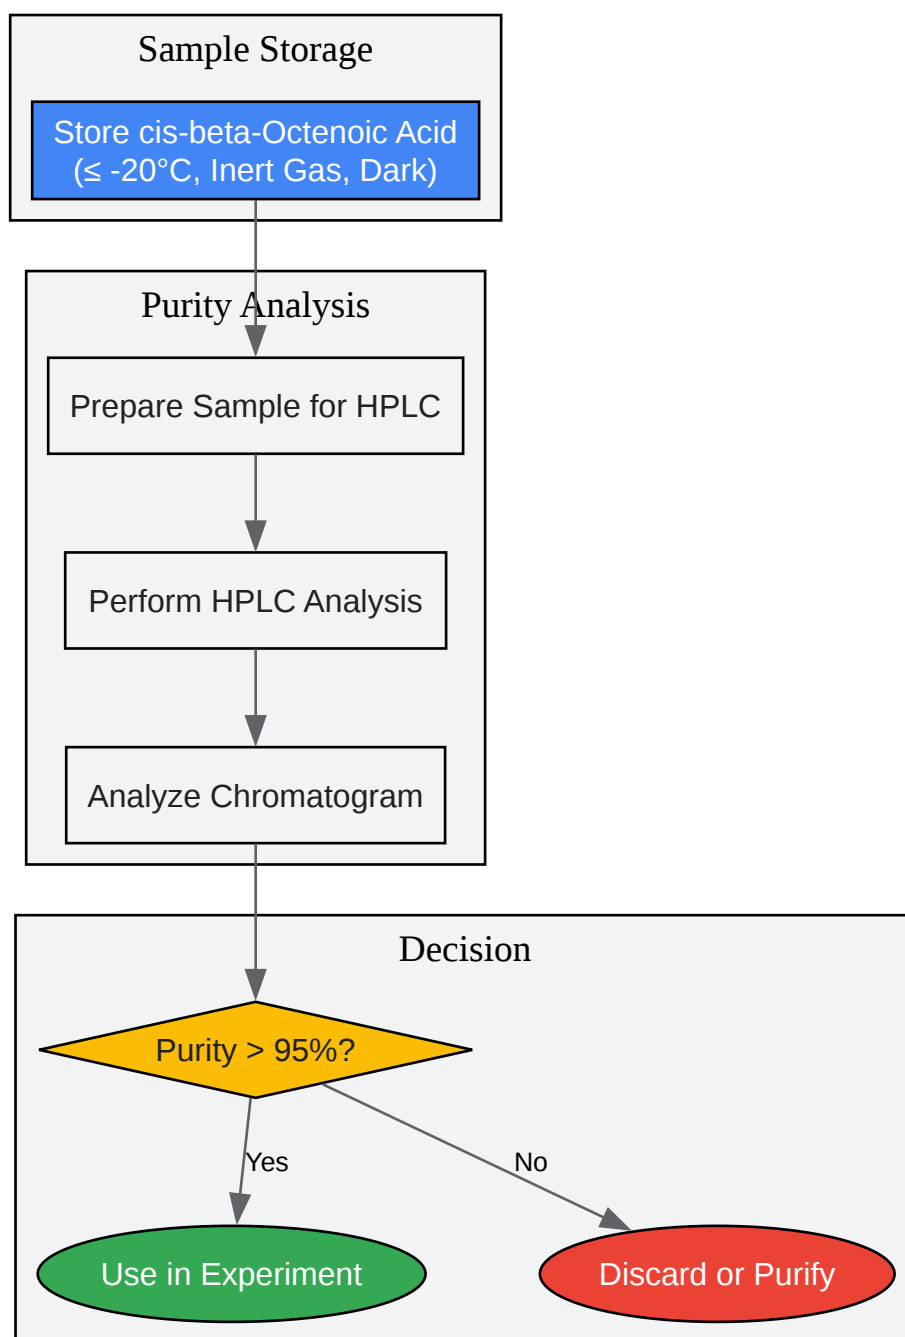 Sample Storage
Store cis-beta-Octenoic Acid
(≤ -20°C, Inert Gas, Dark)
Purity Analysis
Prepare Sample for HPLC
Perform HPLC Analysis
Analyze Chromatogram
Decision
Purity > 95%?
Yes
No
Use in Experiment
Discard or Purify